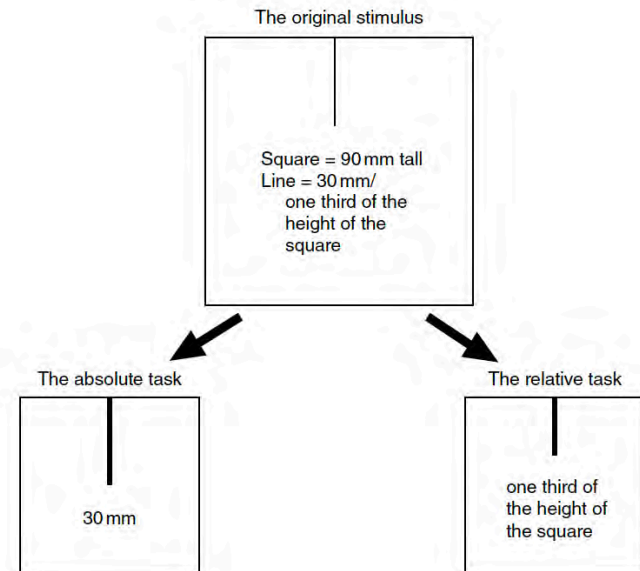 The original stimulus
Square = 90 mm tall
Line = 30 mm/
one third of the
height of the
square
The absolute task
30 mm
The relative task
one third of
the height of
the square